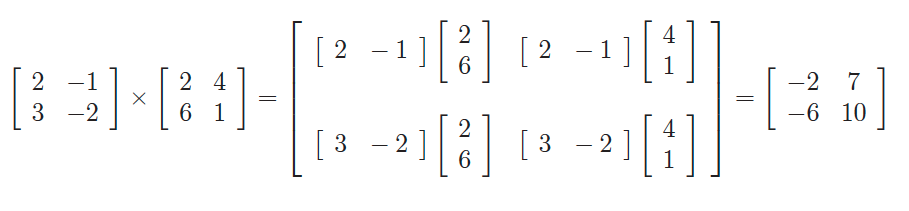 [ 2 −1 ; 3 −2 ] × [ 2 4 ; 6 1 ] = [ [ 2 −1 ] [ 2 ; 6 ] [ 2 −1 ] [ 4 ; 1 ] ; [ 3 −2 ] [ 2 ; 6 ] [ 3 −2 ] [ 4 ; 1 ] ] = [ −2 7 ; −6 10 ]